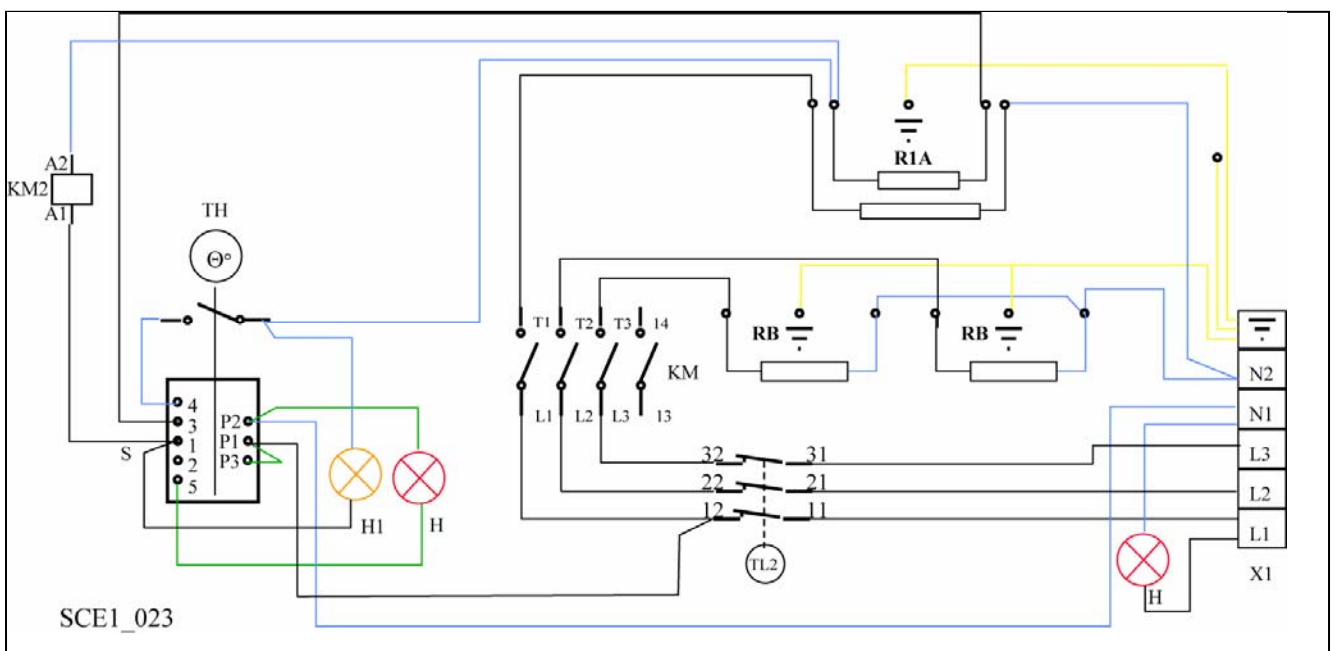 R1A
A2
KM2
A1
TH
Θ°
T1 T2 T3 14
KM
RB RB
L1 L2 L3 13
N2
N1
L3
L2
L1
X1
4
3
1
2
5
P2
P1
P3
S
H1
H
32 31
22 21
12 11
TL2
H
SCE1_023